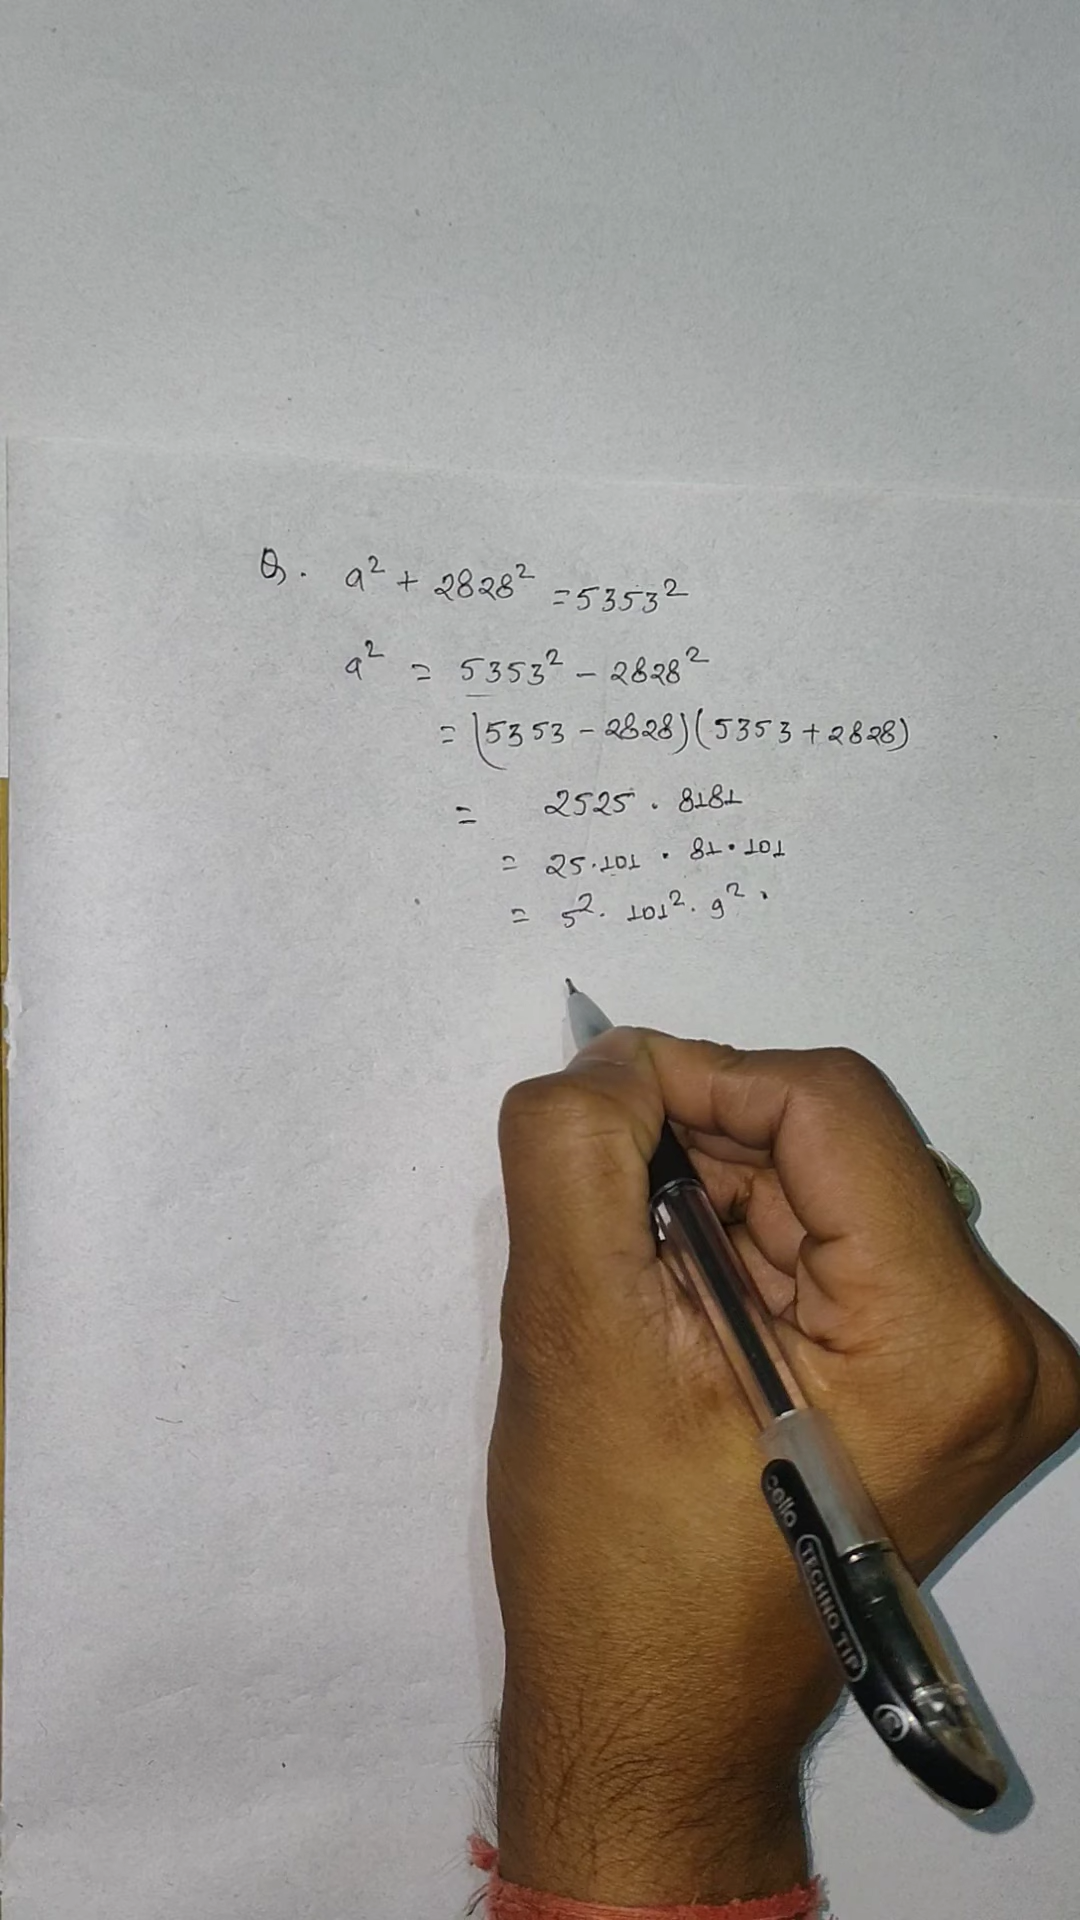 Q. a² + 2828² = 5353²
a² = 5353² - 2828²
= (5353 - 2828)(5353 + 2828)
= 2525 . 8181
= 25.101 . 81.101
= 5². 101². 9² .
cello
TECHNO TIP